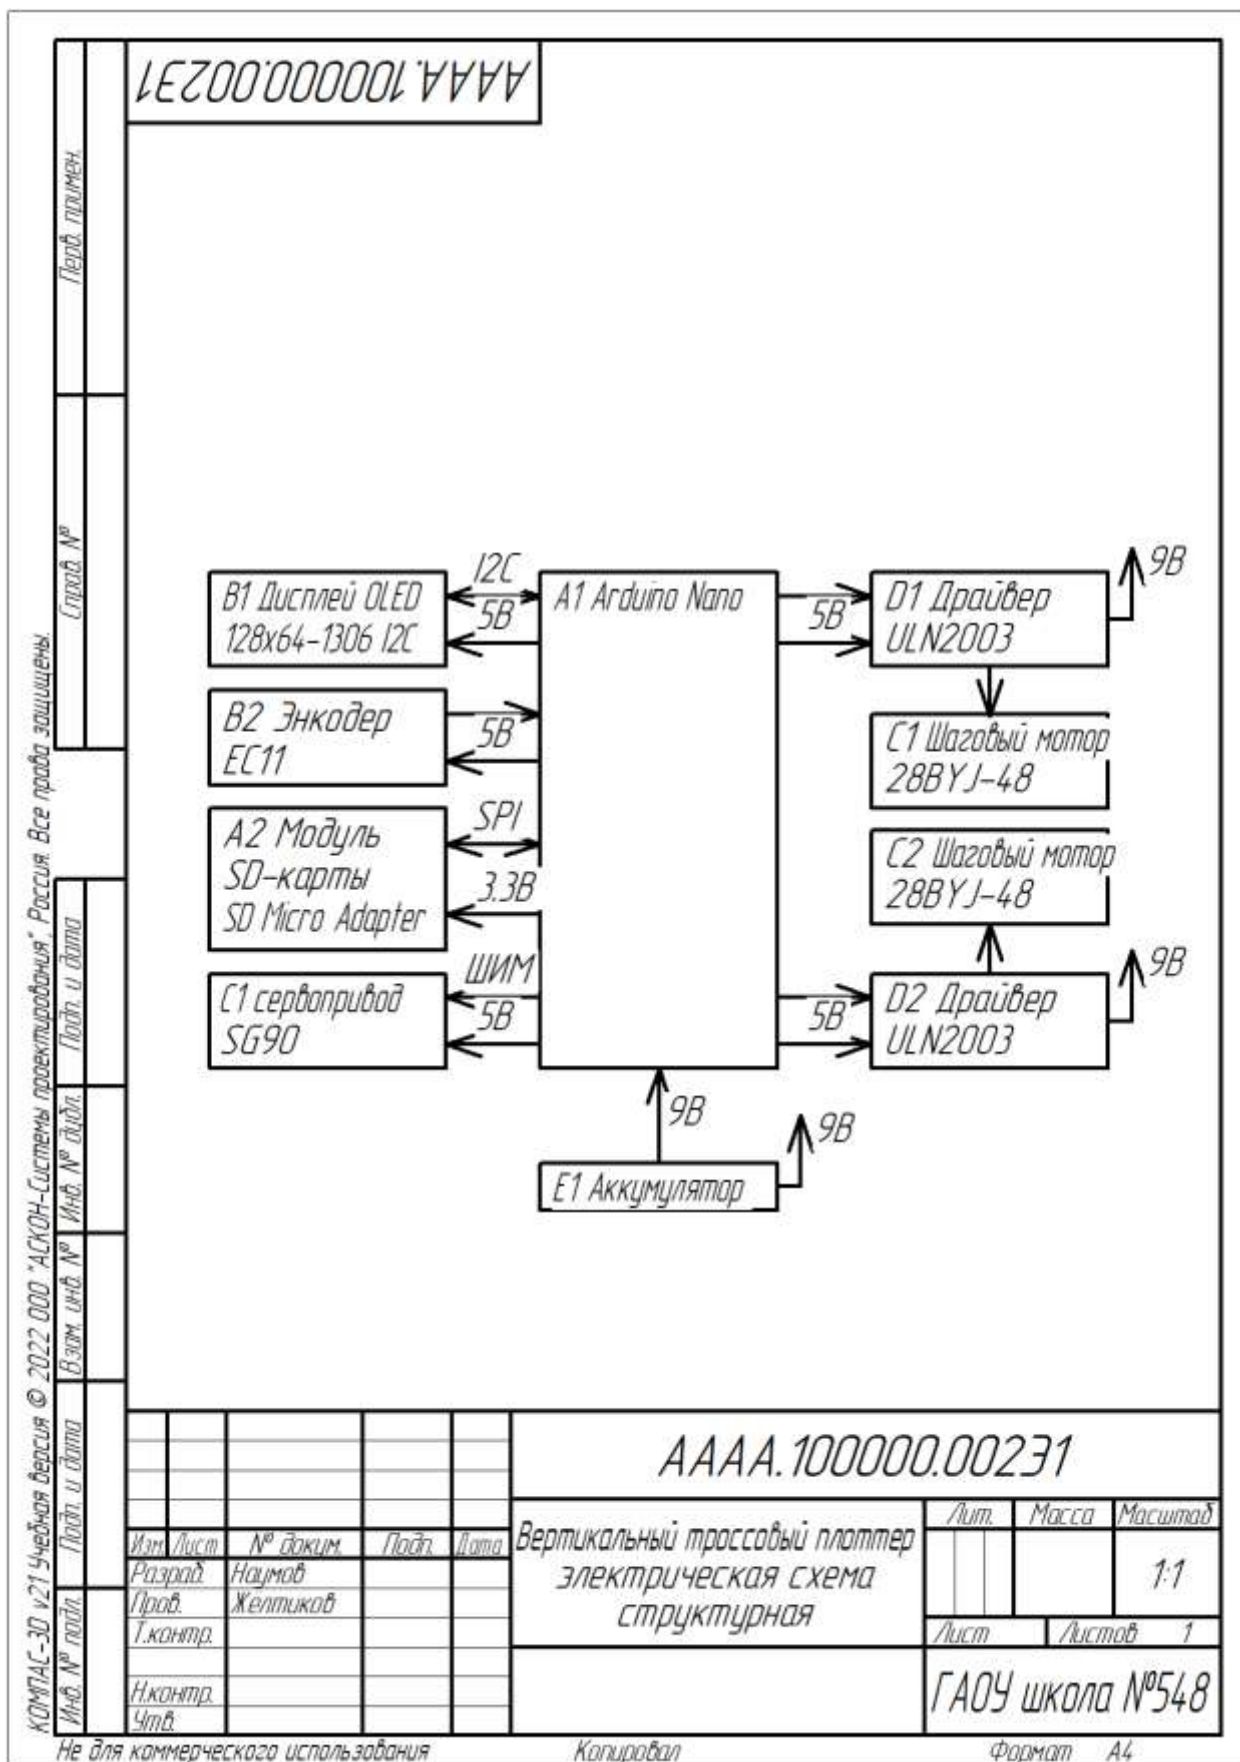 АААА.100000.002Э1
Перв. примен.
Справ. №
Подп. и дата
Инв. № дубл.
Взам. инв. №
Подп. и дата
Инв. № подл.
КОМПАС-3D v21 Учебная версия © 2022 ООО "АСКОН-Системы проектирования", Россия. Все права защищены.
B1 Дисплей OLED
128x64-1306 I2C
I2C
5В
B2 Энкодер
EC11
5В
A2 Модуль
SD-карты
SD Micro Adapter
SPI
3.3В
C1 сервопривод
SG90
ШИМ
5В
A1 Arduino Nano
5В
D1 Драйвер
ULN2003
9В
C1 Шаговый мотор
28BYJ-48
C2 Шаговый мотор
28BYJ-48
5В
D2 Драйвер
ULN2003
9В
9В
E1 Аккумулятор
9В
АААА.100000.002Э1
Изм. Лист № докум. Подп. Дата
Разраб. Наумов
Пров. Желтиков
Т.контр.
Н.контр.
Утв.
Вертикальный троссовый плоттер
электрическая схема
структурная
Лит. Масса Масштаб
1:1
Лист Листов 1
ГАОУ школа №548
Не для коммерческого использования Копировал Формат А4